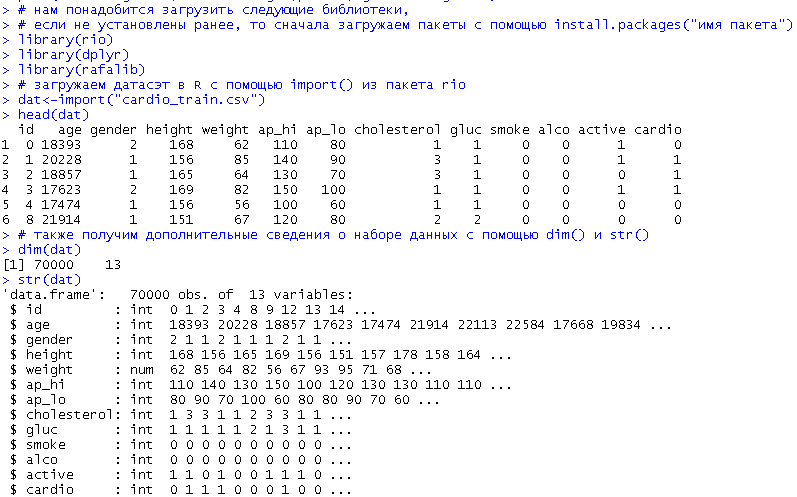 > # нам понадобится загрузить следующие библиотеки,
> # если не установлены ранее, то сначала загружаем пакеты с помощью install.packages("имя пакета")
> library(rio)
> library(dplyr)
> library(rafalib)
> # загружаем датасэт в R с помощью import() из пакета rio
> dat<-import("cardio_train.csv")
> head(dat)
  id   age gender height weight ap_hi ap_lo cholesterol gluc smoke alco active cardio
1  0 18393      2    168     62   110    80           1    1     0    0      1      0
2  1 20228      1    156     85   140    90           3    1     0    0      1      1
3  2 18857      1    165     64   130    70           3    1     0    0      0      1
4  3 17623      2    169     82   150   100           1    1     0    0      1      1
5  4 17474      1    156     56   100    60           1    1     0    0      0      0
6  8 21914      1    151     67   120    80           2    2     0    0      0      0
> # также получим дополнительные сведения о наборе данных с помощью dim() и str()
> dim(dat)
[1] 70000    13
> str(dat)
'data.frame':   70000 obs. of  13 variables:
 $ id         : int  0 1 2 3 4 8 9 12 13 14 ...
 $ age        : int  18393 20228 18857 17623 17474 21914 22113 22584 17668 19834 ...
 $ gender     : int  2 1 1 2 1 1 1 2 1 1 ...
 $ height     : int  168 156 165 169 156 151 157 178 158 164 ...
 $ weight     : num  62 85 64 82 56 67 93 95 71 68 ...
 $ ap_hi      : int  110 140 130 150 100 120 130 130 110 110 ...
 $ ap_lo      : int  80 90 70 100 60 80 80 90 70 60 ...
 $ cholesterol: int  1 3 3 1 1 2 3 3 1 1 ...
 $ gluc       : int  1 1 1 1 1 2 1 3 1 1 ...
 $ smoke      : int  0 0 0 0 0 0 0 0 0 0 ...
 $ alco       : int  0 0 0 0 0 0 0 0 0 0 ...
 $ active     : int  1 1 0 1 0 0 1 1 1 0 ...
 $ cardio     : int  0 1 1 1 0 0 0 1 0 0 ...